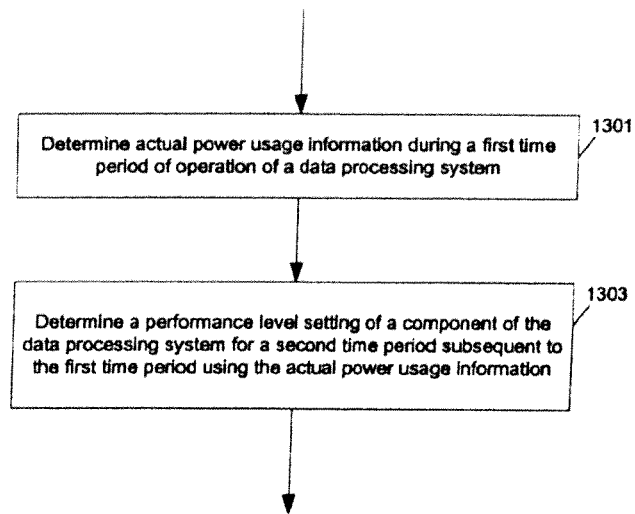 1301
Determine actual power usage information during a first time
period of operation of a data processing system
1303
Determine a performance level setting of a component of the
data processing system for a second time period subsequent to
the first time period using the actual power usage information